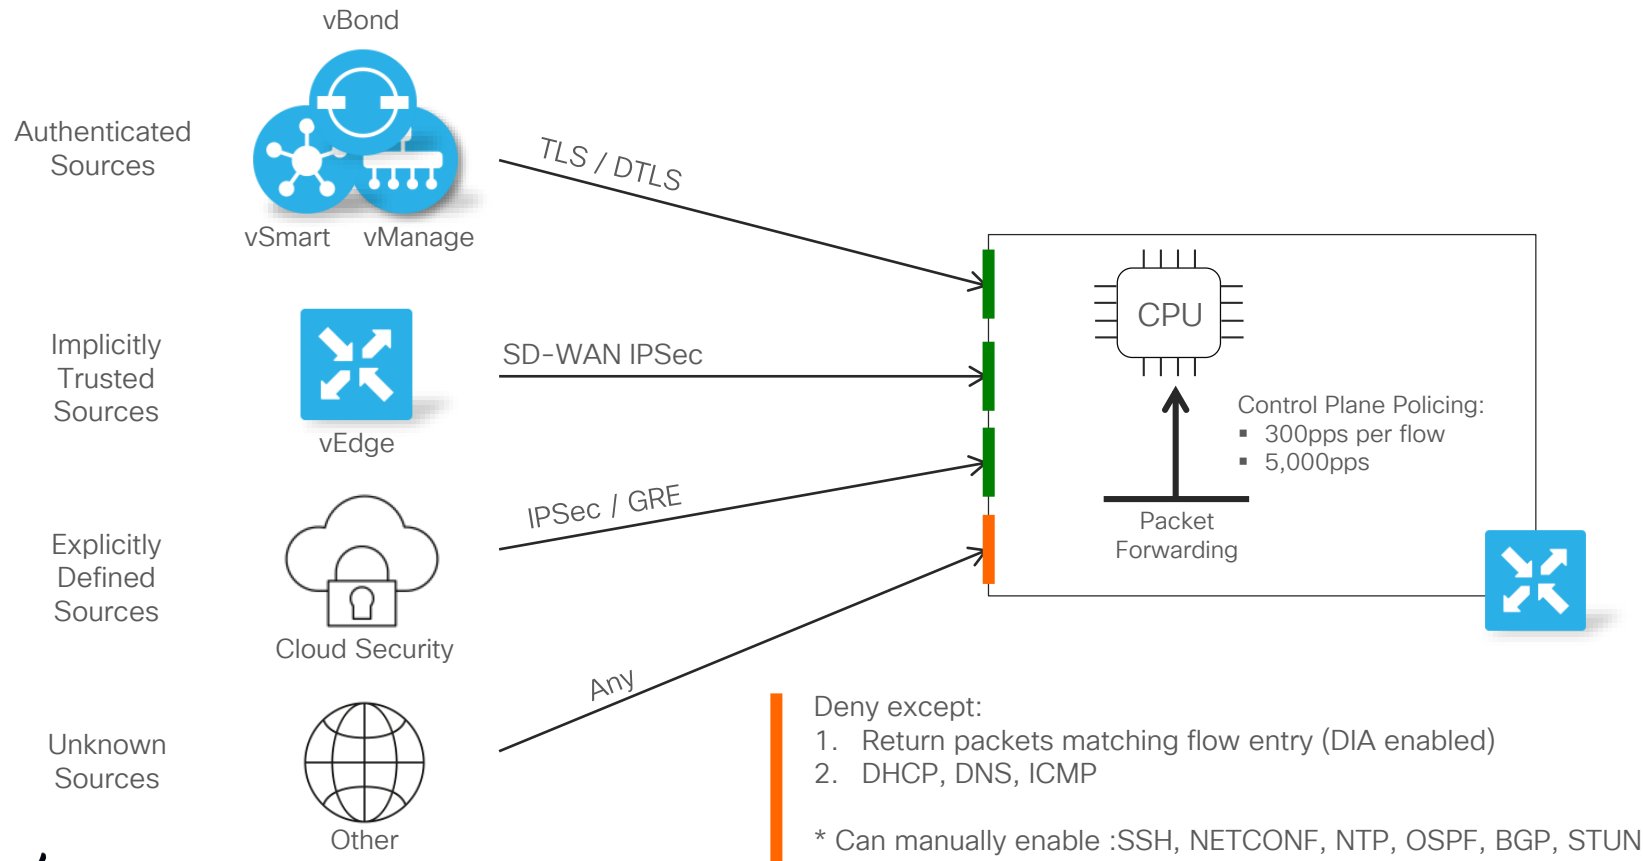 vBond
Authenticated
Sources
vSmart
vManage
TLS / DTLS
Implicitly
Trusted
Sources
vEdge
SD-WAN IPSec
Explicitly
Defined
Sources
Cloud Security
IPSec / GRE
Unknown
Sources
Other
Any
CPU
Control Plane Policing:
▪ 300pps per flow
▪ 5,000pps
Packet
Forwarding
Deny except:
1. Return packets matching flow entry (DIA enabled)
2. DHCP, DNS, ICMP
* Can manually enable :SSH, NETCONF, NTP, OSPF, BGP, STUN